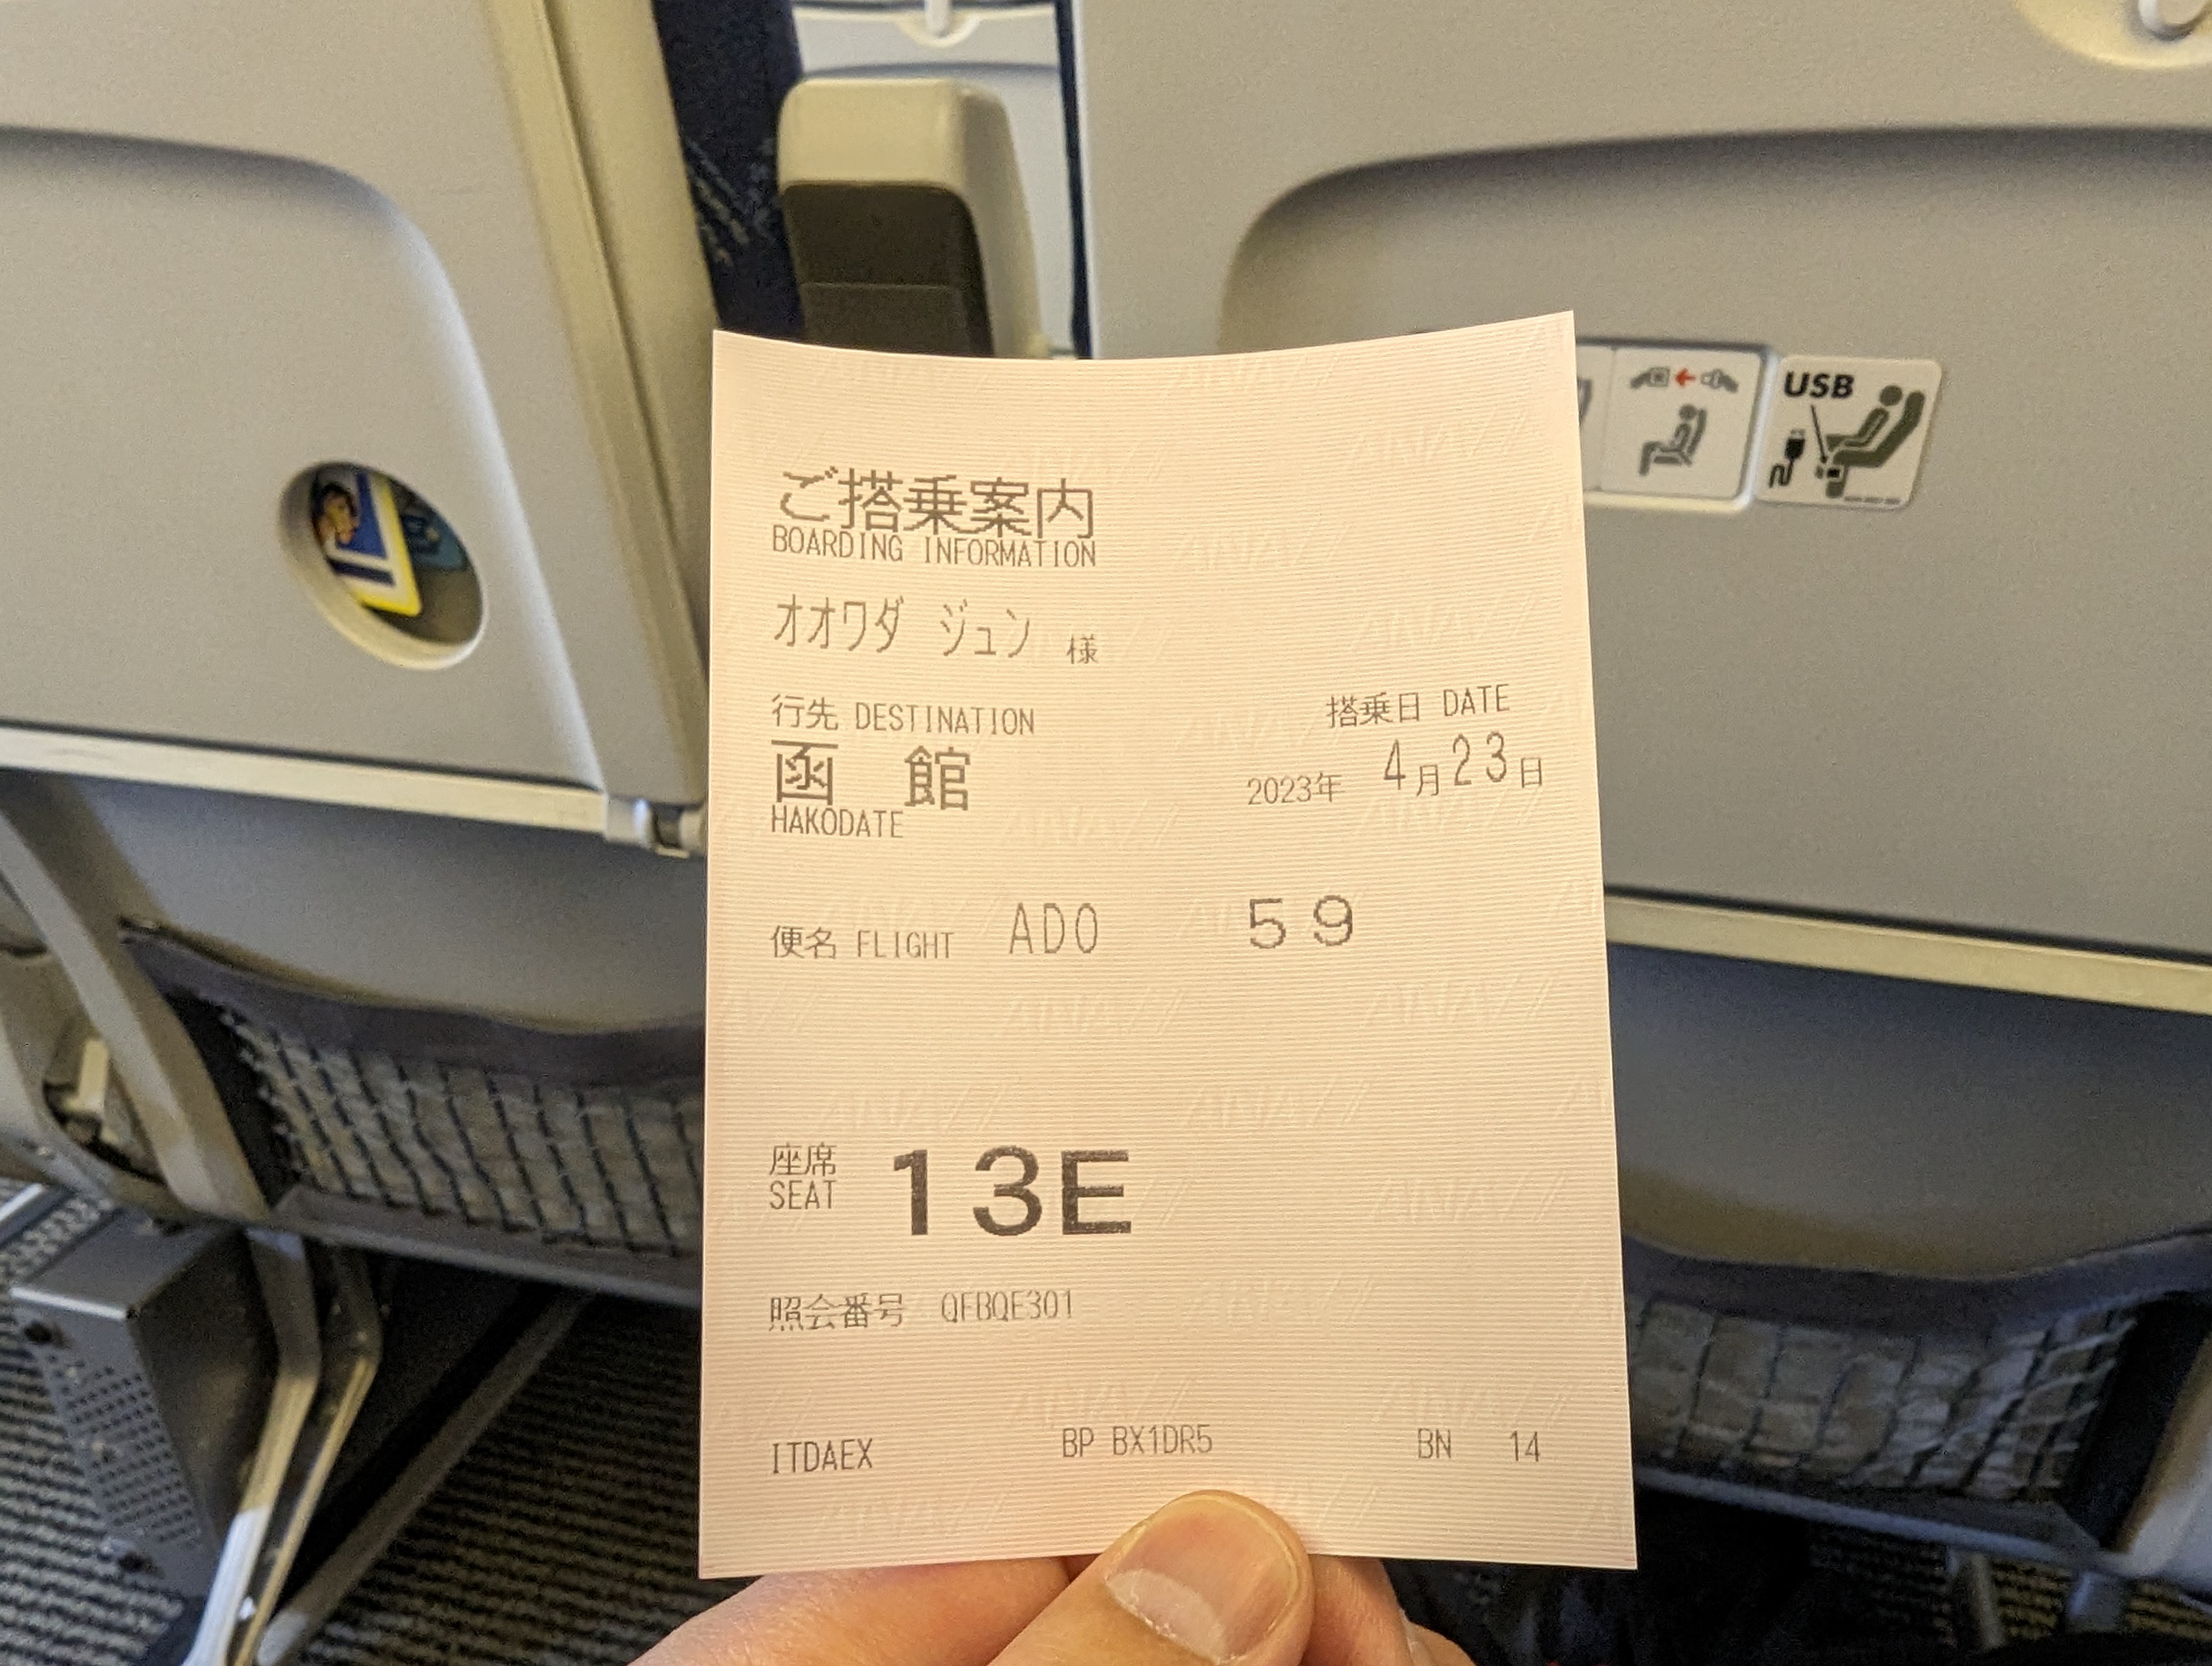 ご搭乗案内
BOARDING INFORMATION
オオワダ ジュン 様
行先 DESTINATION
搭乗日 DATE
函 館
2023年 4月23日
HAKODATE
便名 FLIGHT ADO 59
座席
SEAT 13E
照会番号 QFBQE301
ITDAEX BP BX1DR5 BN 14
USB